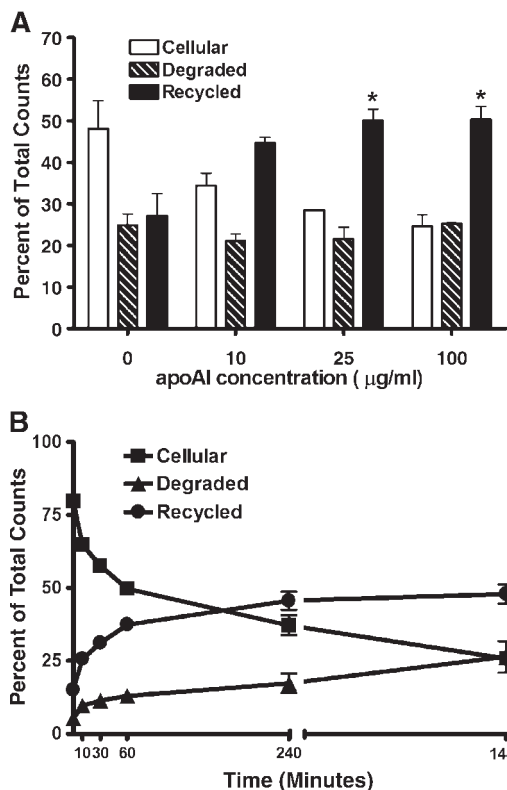 A
70
60
50
40
30
20
10
0
Percent of Total Counts
Cellular
Degraded
Recycled
*
*
0
10
25
100
apoAI concentration ( μg/ml)
B
100
75
50
25
0
Percent of Total Counts
Cellular
Degraded
Recycled
10
30
60
240
14
Time (Minutes)